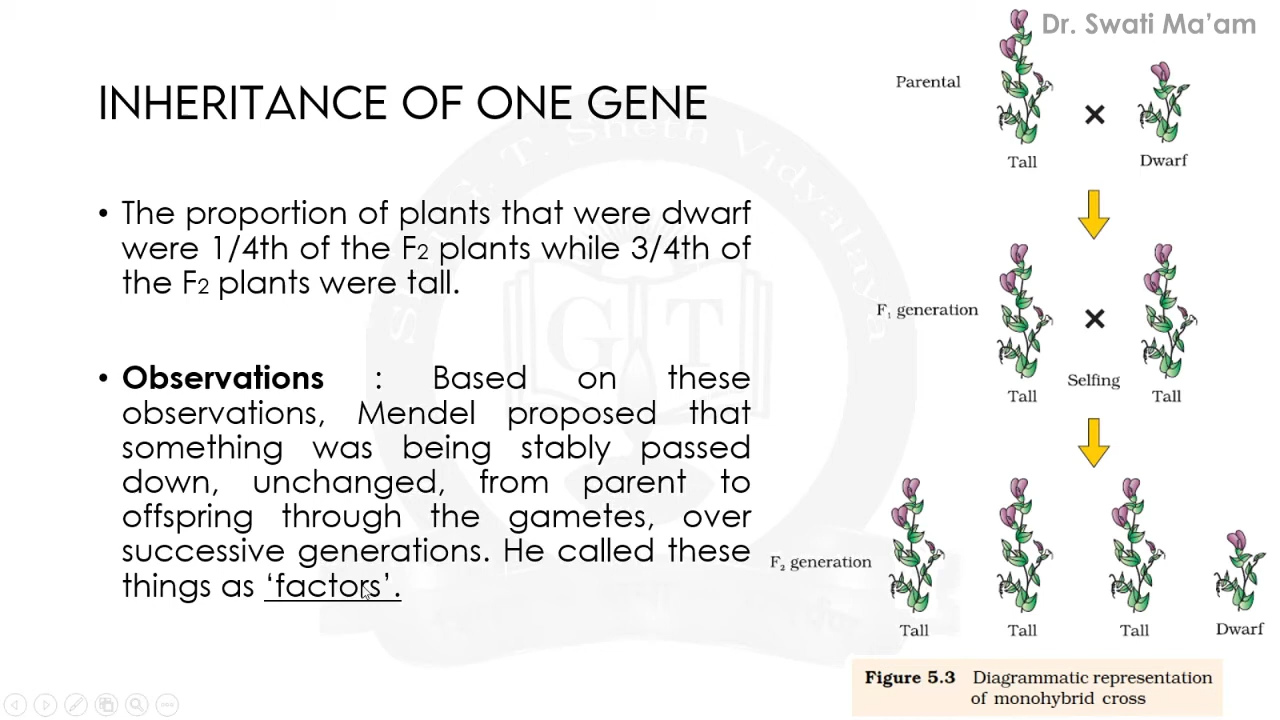 Dr. Swati Ma’am
INHERITANCE OF ONE GENE
• The proportion of plants that were dwarf
were 1/4th of the F₂ plants while 3/4th of
the F₂ plants were tall.
• Observations : Based on these
observations, Mendel proposed that
something was being stably passed
down, unchanged, from parent to
offspring through the gametes, over
successive generations. He called these
things as ‘factors’.
Parental
×
Tall
Dwarf
F₁ generation
×
Selfing
Tall
Tall
F₂ generation
Tall
Tall
Tall
Dwarf
Figure 5.3 Diagrammatic representation
of monohybrid cross
G T
T. Sheth Vidyalaya